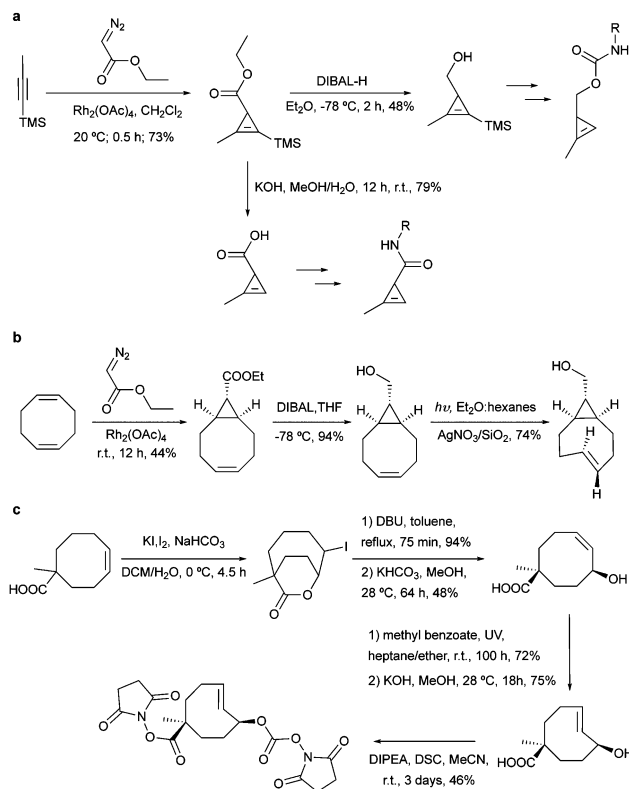 a
N₂
O
O
Rh₂(OAc)₄, CH₂Cl₂
20 ºC; 0.5 h; 73%
TMS
O
O
TMS
DIBAL-H
Et₂O, -78 ºC, 2 h, 48%
OH
TMS
R
HN
O
O
KOH, MeOH/H₂O, 12 h, r.t., 79%
OH
O
R
HN
O
b
N₂
O
O
Rh₂(OAc)₄
r.t., 12 h, 44%
COOEt
H
H
DIBAL,THF
-78 ºC, 94%
HO
H
H
hν, Et₂O:hexanes
AgNO₃/SiO₂, 74%
HO
H
H
H
H
c
HOOC
KI,I₂, NaHCO₃
DCM/H₂O, 0 ºC, 4.5 h
I
O
O
1) DBU, toluene,
reflux, 75 min, 94%
2) KHCO₃, MeOH,
28 ºC, 64 h, 48%
HOOC
OH
1) methyl benzoate, UV,
heptane/ether, r.t., 100 h, 72%
2) KOH, MeOH, 28 ºC, 18h, 75%
HOOC
OH
DIPEA, DSC, MeCN,
r.t., 3 days, 46%
O
N
O
O
O
O
O
O
N
O
O